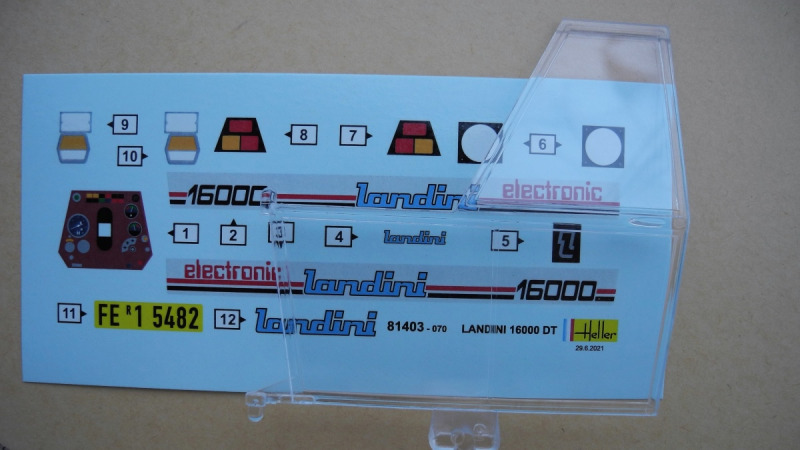 9
10
8
7
6
16000 landini electronic
1
2
3
4
landini
5
electronic landini 16000
11
FE R 1 5482
12
landini
81403 - 070
LANDINI 16000 DT
Heller
29.6.2021